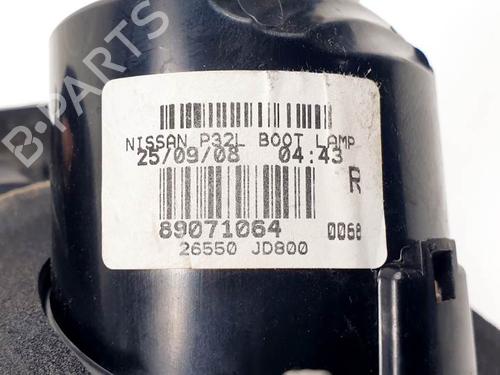 B-PARTS
NISSAN P32L BOOT LAMP
25/09/08 04:43
R
89071064 0068
26550 JD800